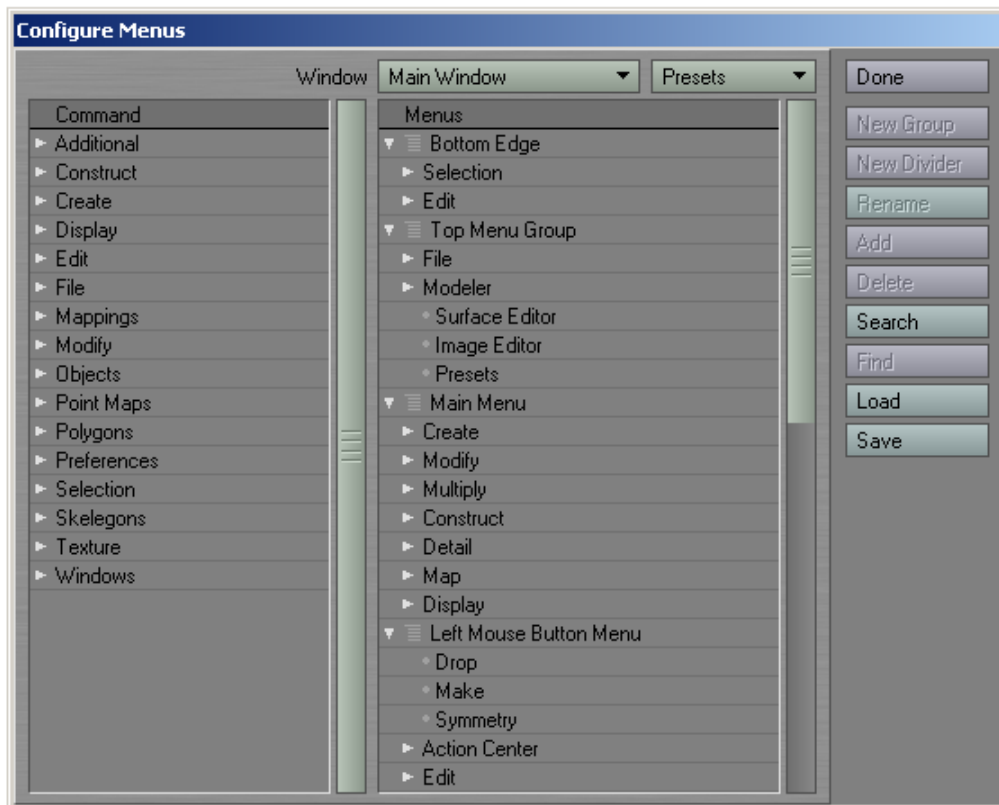 Configure Menus
Window Main Window Presets
Command
Additional
Construct
Create
Display
Edit
File
Mappings
Modify
Objects
Point Maps
Polygons
Preferences
Selection
Skelegons
Texture
Windows
Menus
Bottom Edge
Selection
Edit
Top Menu Group
File
Modeler
Surface Editor
Image Editor
Presets
Main Menu
Create
Modify
Multiply
Construct
Detail
Map
Display
Left Mouse Button Menu
Drop
Make
Symmetry
Action Center
Edit
Done
New Group
New Divider
Rename
Add
Delete
Search
Find
Load
Save